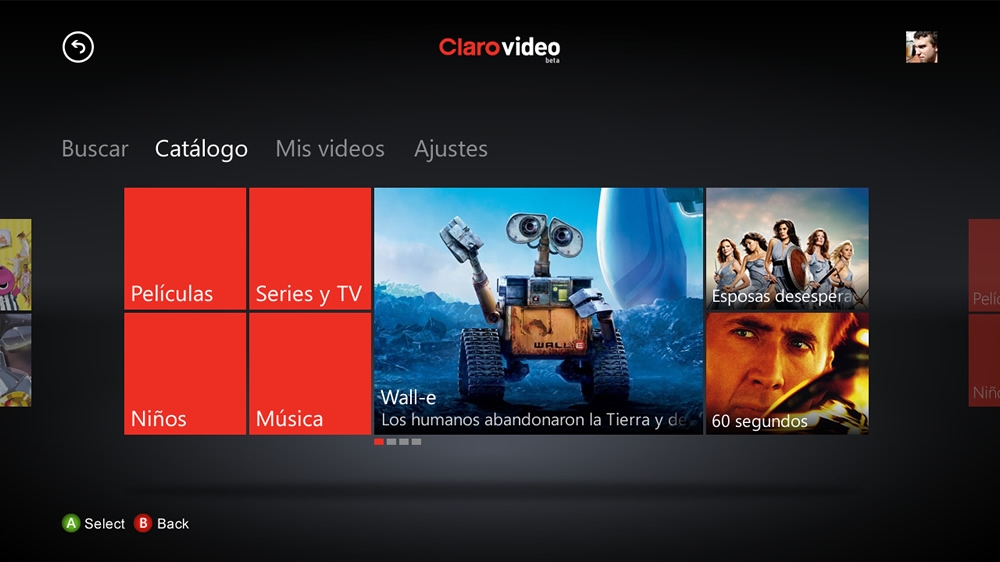 Claro video
beta
Buscar Catálogo Mis videos Ajustes
Películas
Series y TV
Niños
Música
WALL•E
Wall-e
Los humanos abandonaron la Tierra y de
Esposas desespera
60 segundos
Pelíc
Niño
A Select B Back